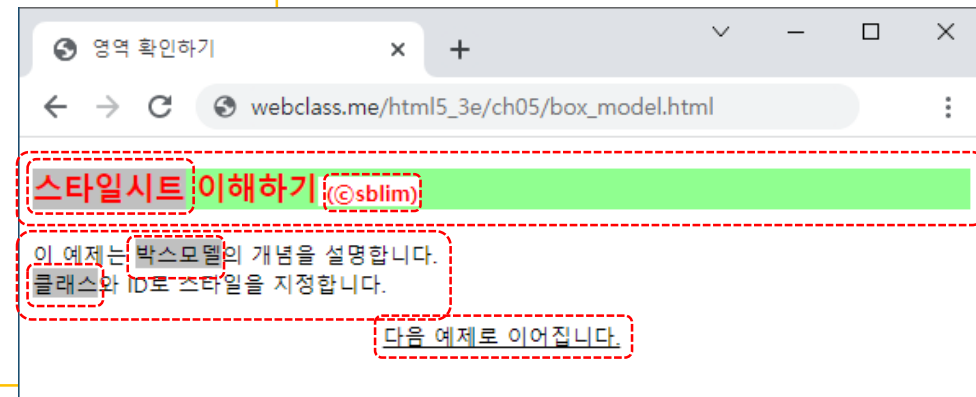 영역 확인하기
webclass.me/html5_3e/ch05/box_model.html
스타일시트 이해하기 (©sblim)
이 예제는 박스모델의 개념을 설명합니다.
클래스와 ID로 스타일을 지정합니다.
다음 예제로 이어집니다.